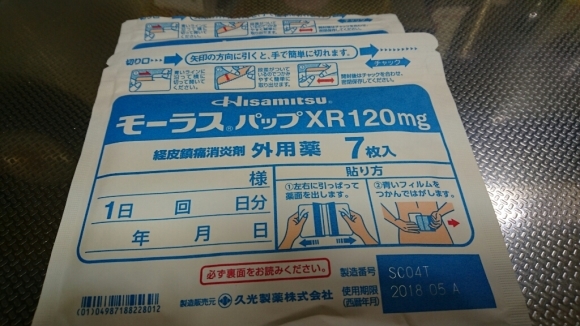 切り口
矢印の方向に引くと、手で簡単に切れます。
チャック
Hisamitsu®
モーラス®パップXR120mg
経皮鎮痛消炎剤 外用薬 7枚入
様
1日 回 日分
年 月 日
貼り方
①左右に引っぱって薬面を出します。
②青いフィルムをつかんではがします。
必ず裏面をお読みください。
製造番号 S004T
使用期限 2018 05 A
(西暦年月)
(01)04987188228012
製造販売元 久光製薬株式会社